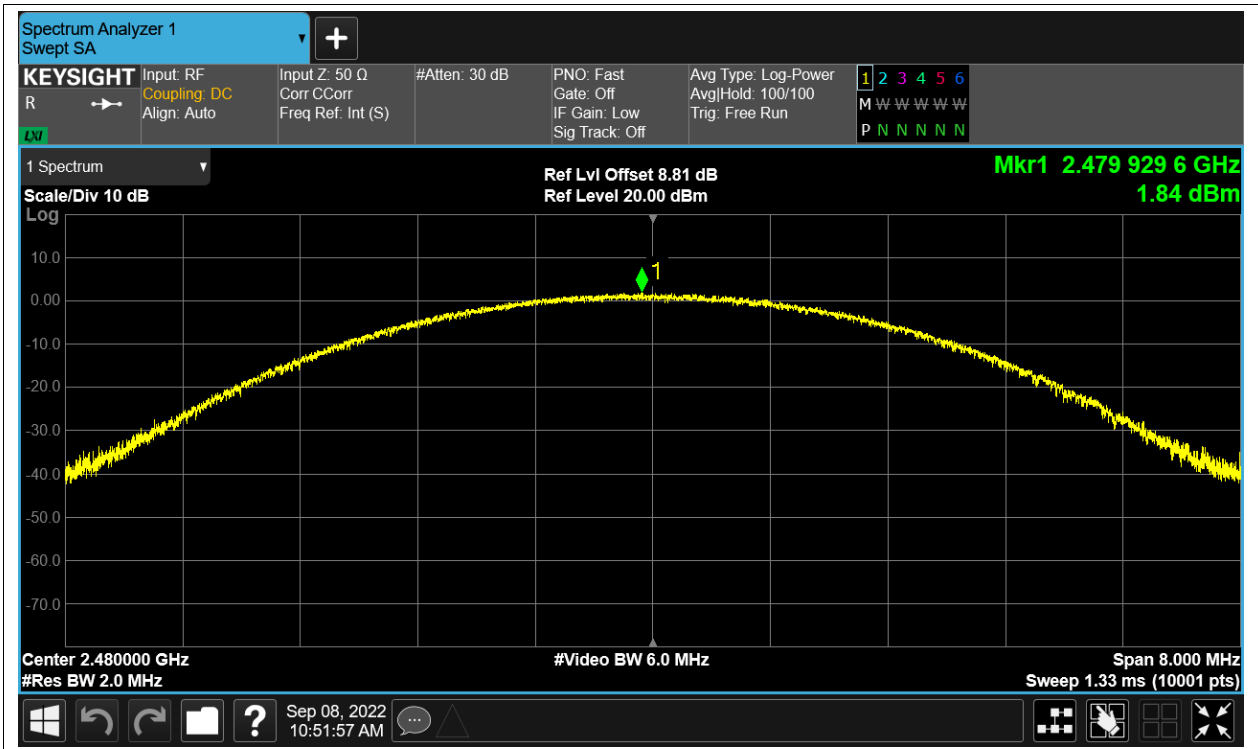 Spectrum Analyzer 1
Swept SA
KEYSIGHT
R
LXI
Input: RF
Coupling: DC
Align: Auto
Input Z: 50 Ω
Corr CCorr
Freq Ref: Int (S)
#Atten: 30 dB
PNO: Fast
Gate: Off
IF Gain: Low
Sig Track: Off
Avg Type: Log-Power
Avg|Hold: 100/100
Trig: Free Run
1 2 3 4 5 6
M W W W W W
P N N N N N
1 Spectrum
Scale/Div 10 dB
Log
Ref Lvl Offset 8.81 dB
Ref Level 20.00 dBm
Mkr1 2.479 929 6 GHz
1.84 dBm
10.0
1
0.00
-10.0
-20.0
-30.0
-40.0
-50.0
-60.0
-70.0
Center 2.480000 GHz
#Video BW 6.0 MHz
Span 8.000 MHz
#Res BW 2.0 MHz
Sweep 1.33 ms (10001 pts)
?
Sep 08, 2022
10:51:57 AM